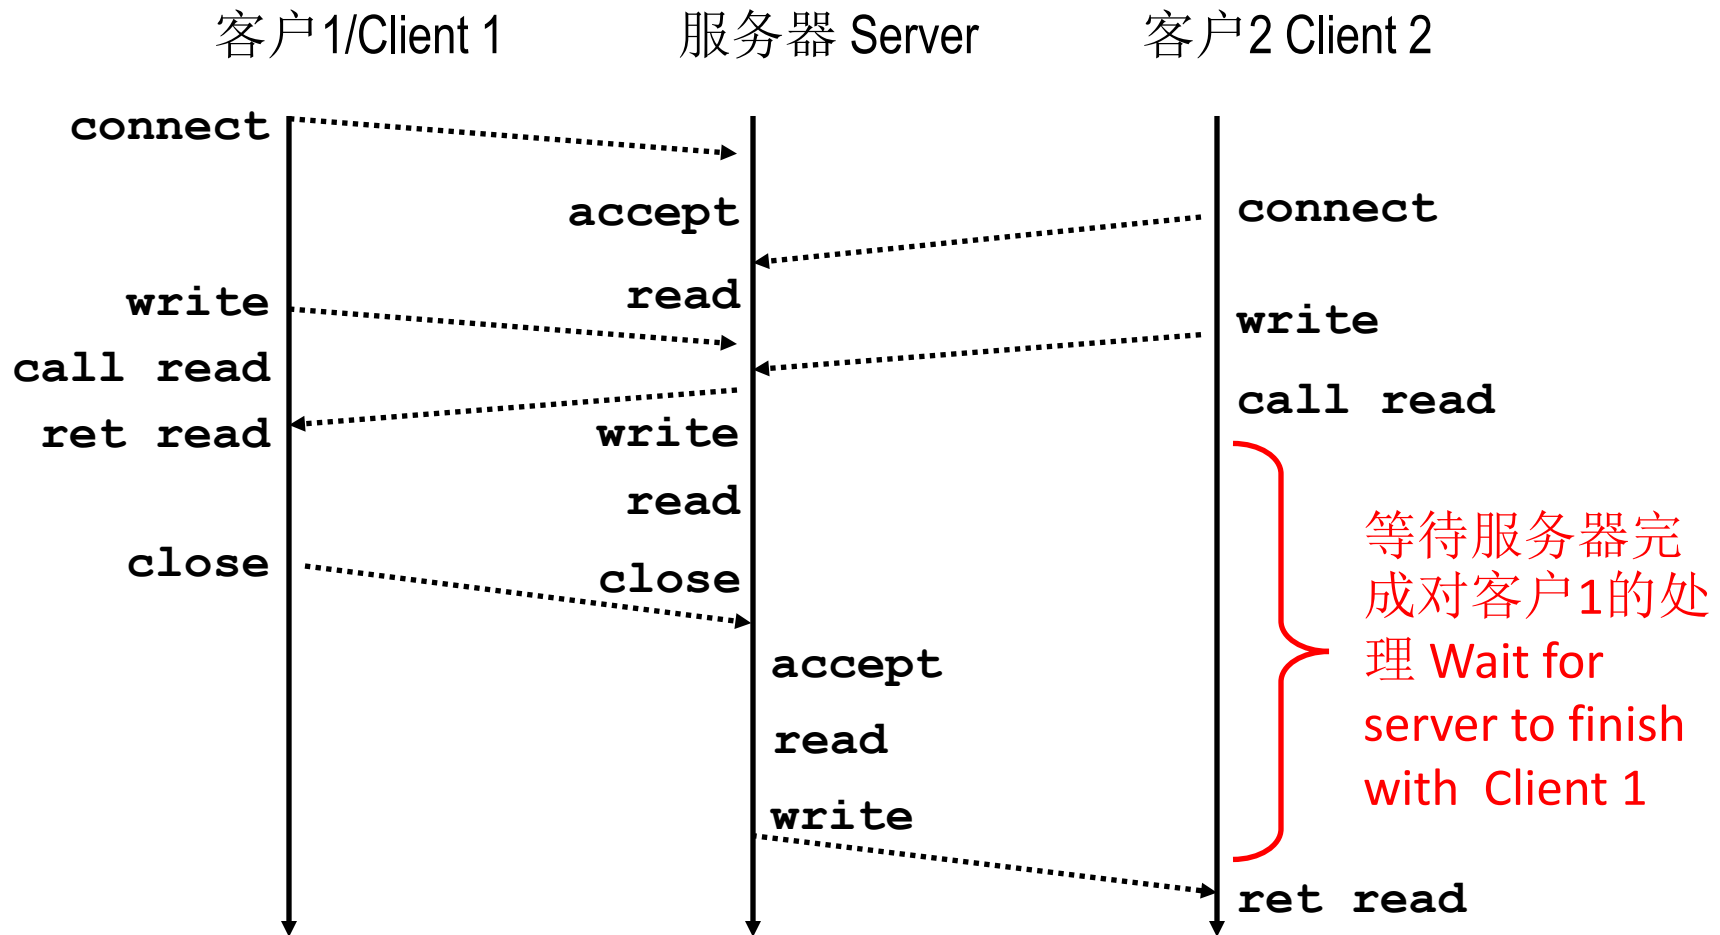 客户1/Client 1
服务器 Server
客户2 Client 2
connect
accept
connect
write
read
write
call read
call read
ret read
write
read
close
close
等待服务器完
成对客户1的处
理 Wait for
server to finish
with Client 1
accept
read
write
ret read